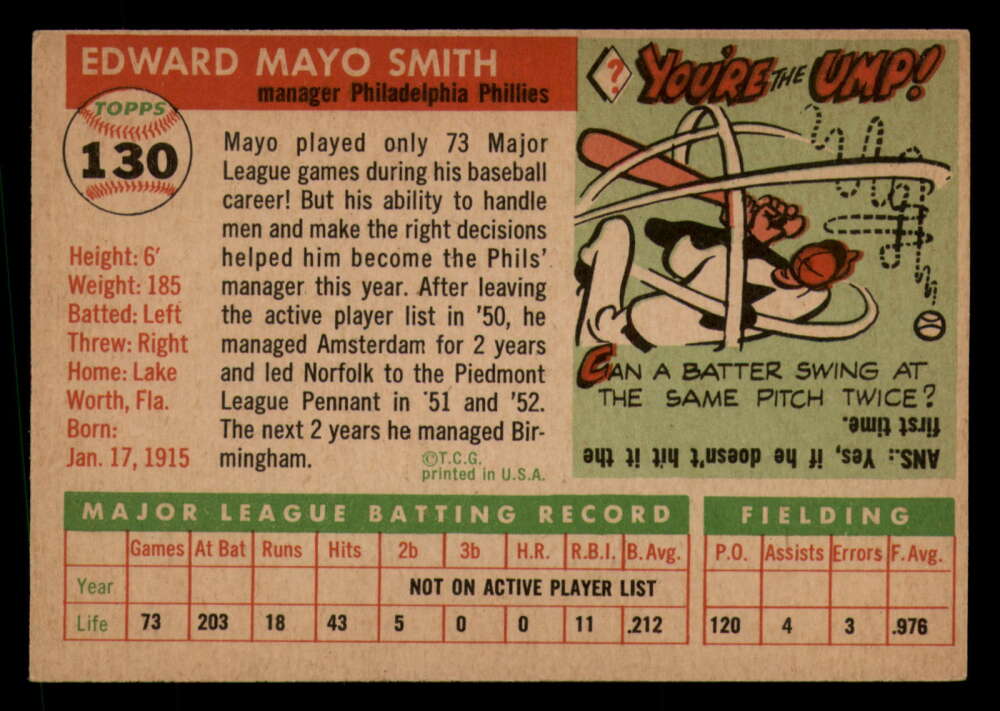 EDWARD MAYO SMITH
manager Philadelphia Phillies
TOPPS
130
Mayo played only 73 Major
League games during his baseball
career! But his ability to handle
men and make the right decisions
helped him become the Phils'
manager this year. After leaving
the active player list in '50, he
managed Amsterdam for 2 years
and led Norfolk to the Piedmont
League Pennant in '51 and '52.
The next 2 years he managed Bir-
mingham.
©T.C.G.
printed in U.S.A.
Height: 6'
Weight: 185
Batted: Left
Threw: Right
Home: Lake
Worth, Fla.
Born:
Jan. 17, 1915
?
YOU'RE THE UMP!
CAN A BATTER SWING AT
THE SAME PITCH TWICE?
ANS.: Yes, if he doesn't hit it the
first time.
MAJOR LEAGUE BATTING RECORD
Games At Bat Runs Hits 2b 3b H.R. R.B.I. B. Avg.
Year NOT ON ACTIVE PLAYER LIST
Life 73 203 18 43 5 0 0 11 .212
FIELDING
P.O. Assists Errors F. Avg.
120 4 3 .976